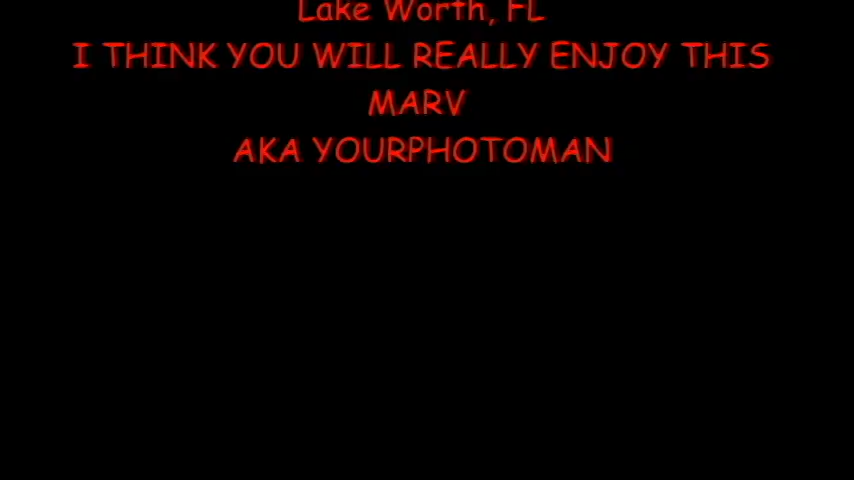 Lake Worth, FL
I THINK YOU WILL REALLY ENJOY THIS
MARV
AKA YOURPHOTOMAN